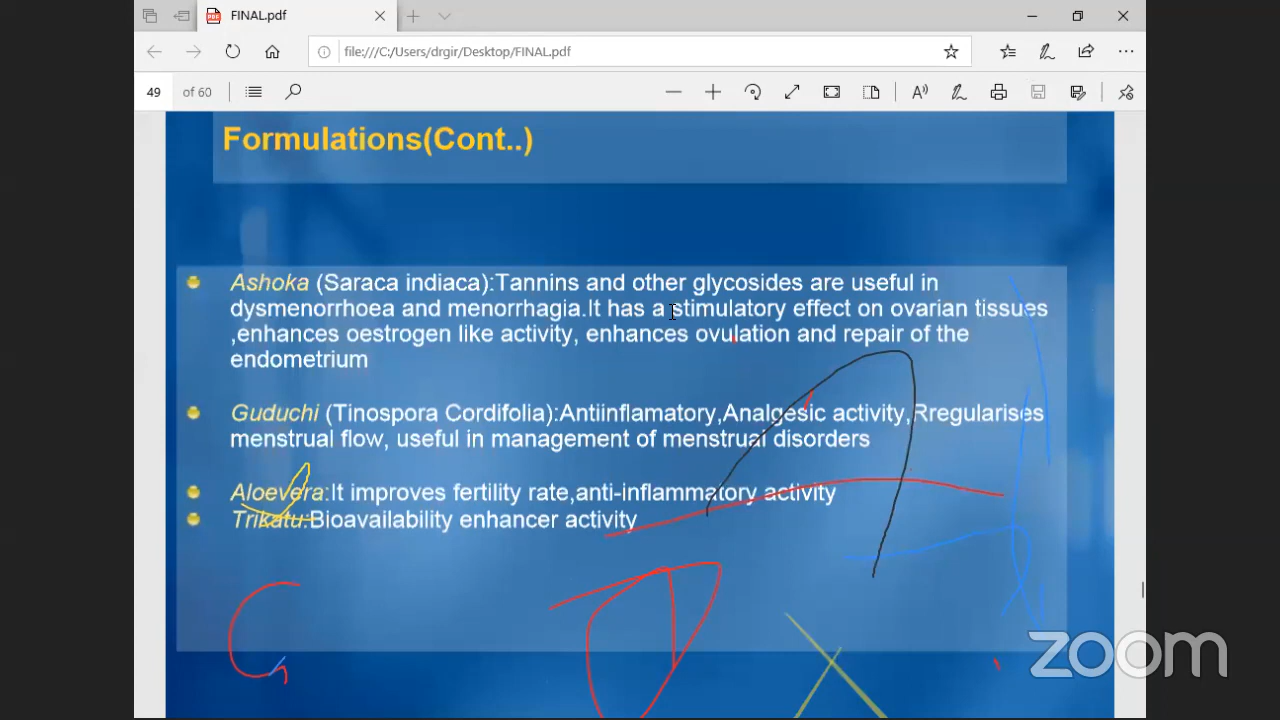 FINAL.pdf
file:///C:/Users/drgir/Desktop/FINAL.pdf
49 of 60
Formulations(Cont..)
Ashoka (Saraca indiaca):Tannins and other glycosides are useful in
dysmenorrhoea and menorrhagia.It has a stimulatory effect on ovarian tissues
,enhances oestrogen like activity, enhances ovulation and repair of the
endometrium
Guduchi (Tinospora Cordifolia):Antiinflamatory,Analgesic activity,Rregularises
menstrual flow, useful in management of menstrual disorders
Aloevera:It improves fertility rate,anti-inflammatory activity
Trikatu:Bioavailability enhancer activity
zoom